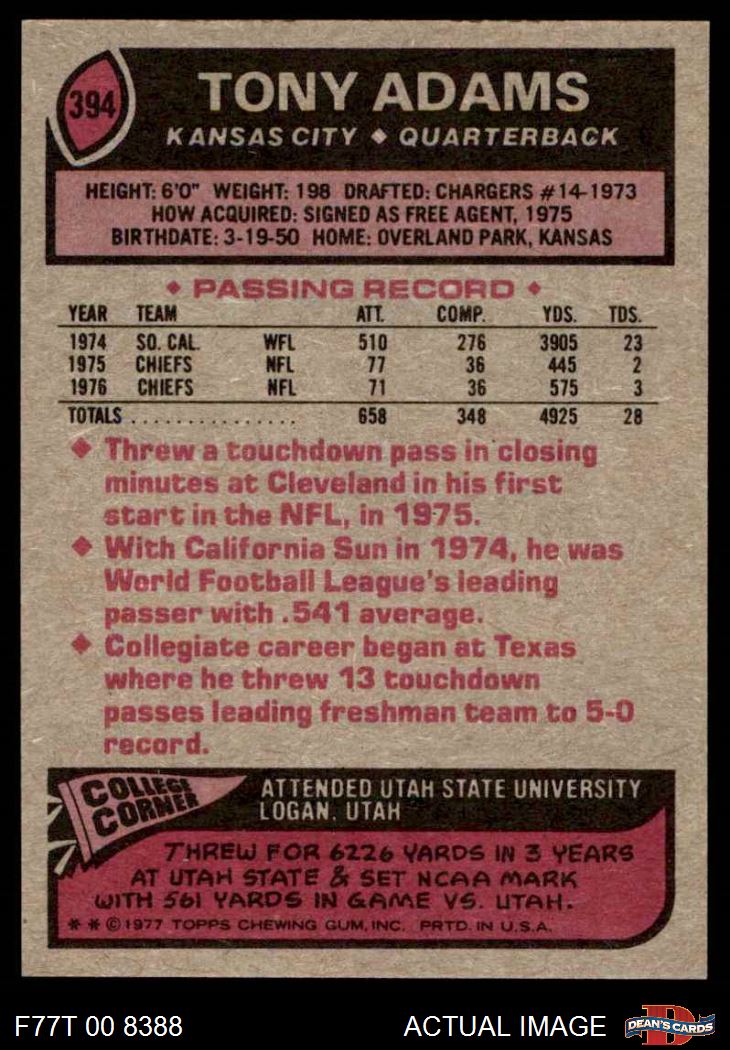 394
TONY ADAMS
KANSAS CITY ♦ QUARTERBACK
HEIGHT: 6'0" WEIGHT: 198 DRAFTED: CHARGERS #14-1973
HOW ACQUIRED: SIGNED AS FREE AGENT, 1975
BIRTHDATE: 3-19-50 HOME: OVERLAND PARK, KANSAS
♦ PASSING RECORD ♦
YEAR TEAM ATT. COMP. YDS. TDS.
1974 SO. CAL. WFL 510 276 3905 23
1975 CHIEFS NFL 77 36 445 2
1976 CHIEFS NFL 71 36 575 3
TOTALS ............... 658 348 4925 28
♦ Threw a touchdown pass in closing
minutes at Cleveland in his first
start in the NFL, in 1975.
♦ With California Sun in 1974, he was
World Football League's leading
passer with .541 average.
♦ Collegiate career began at Texas
where he threw 13 touchdown
passes leading freshman team to 5-0
record.
COLLEGE
CORNER
ATTENDED UTAH STATE UNIVERSITY
LOGAN, UTAH
THREW FOR 6226 YARDS IN 3 YEARS
AT UTAH STATE & SET NCAA MARK
WITH 561 YARDS IN GAME VS. UTAH.
* * © 1977 TOPPS CHEWING GUM, INC. PRTD. IN U.S.A.
F77T 00 8388
ACTUAL IMAGE
D
DEAN'S CARDS